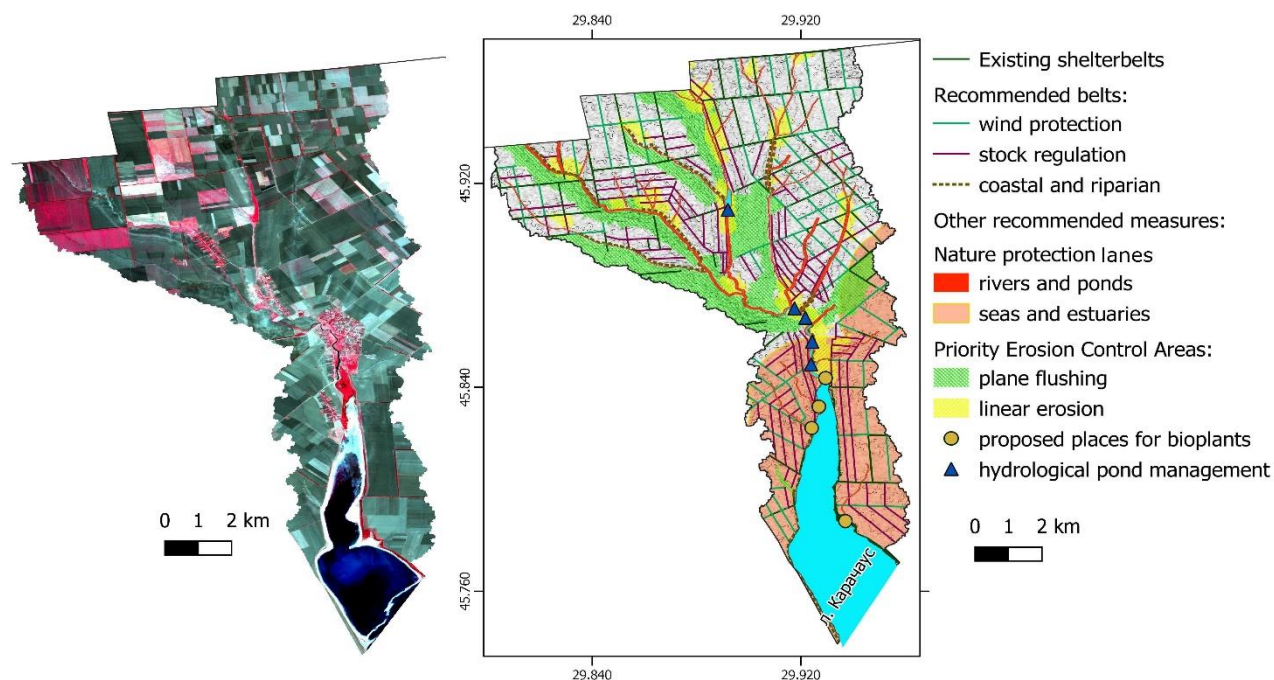 29.840
29.920
45.920
45.840
45.760
29.840
29.920
0 1 2 km
л. Карачаус
Existing shelterbelts
Recommended belts:
wind protection
stock regulation
coastal and riparian
Other recommended measures:
Nature protection lanes
rivers and ponds
seas and estuaries
Priority Erosion Control Areas:
plane flushing
linear erosion
proposed places for bioplants
hydrological pond management
0 1 2 km